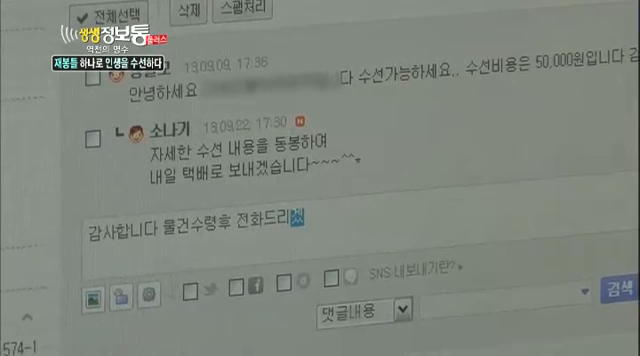 전체선택 삭제 스팸처리
생생 정보통 플러스
역전의 명수
재봉틀 하나로 인생을 수선하다
13,09,09, 17:36
안녕하세요 다 수선가능하세요.. 수선비용은 50,000원입니다
소나기 13,09,22, 17:30 N
자세한 수선 내용을 동봉하여
내일 택배로 보내겠습니다~~~^^*
감사합니다 물건수령후 전화드리겠
SNS 내보내기란?
댓글내용 검색
574-1